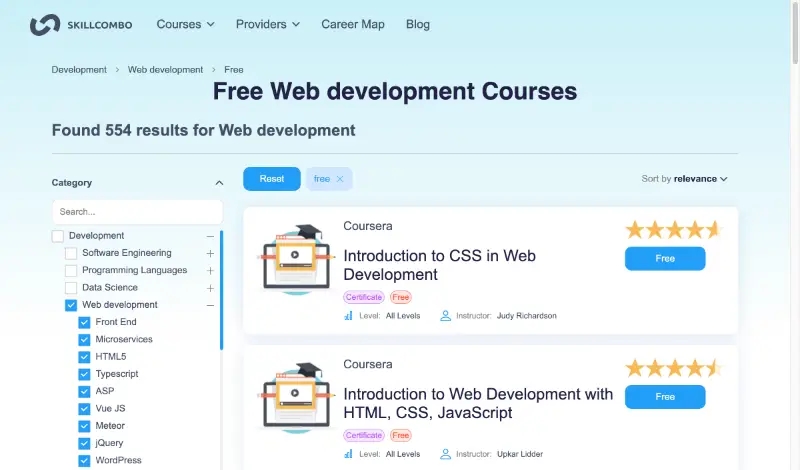 SKILLCOMBO Courses Providers Career Map Blog
Development > Web development > Free
Free Web development Courses
Found 554 results for Web development
Category
Search...
Development
Software Engineering
Programming Languages
Data Science
Web development
Front End
Microservices
HTML5
Typescript
ASP
Vue JS
Meteor
jQuery
WordPress
Reset free × Sort by relevance
Coursera
Introduction to CSS in Web
Development
Certificate Free
Level: All Levels Instructor: Judy Richardson
Free
Coursera
Introduction to Web Development with
HTML, CSS, JavaScript
Certificate Free
Level: All Levels Instructor: Upkar Lidder
Free